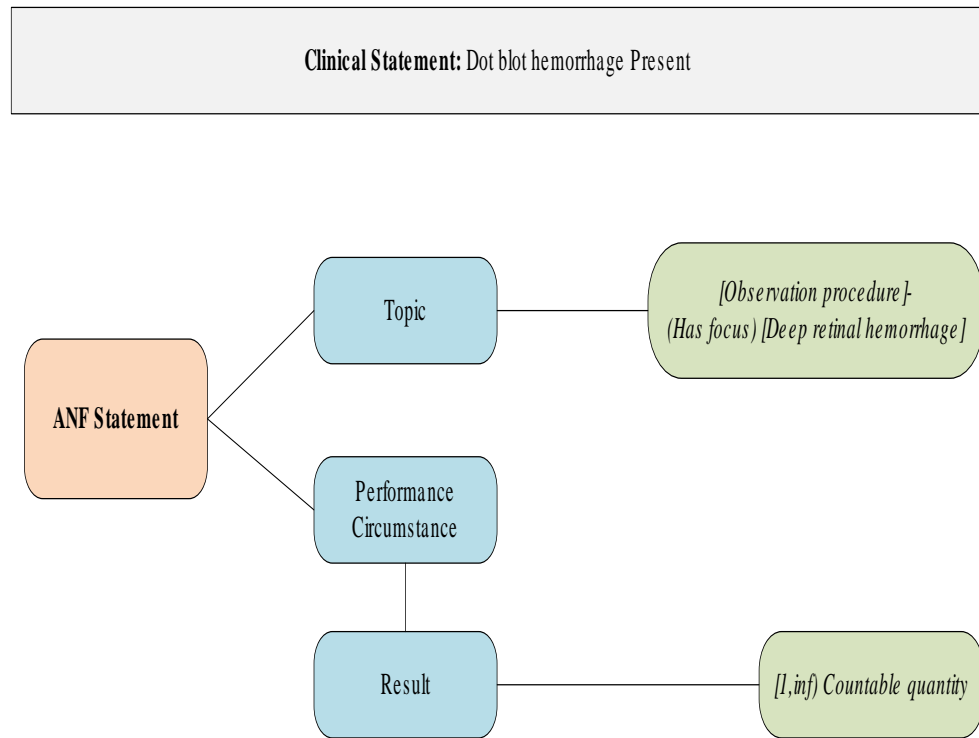 Clinical Statement: Dot blot hemorrhage Present
Topic
[Observation procedure]-
(Has focus) [Deep retinal hemorrhage]
ANF Statement
Performance
Circumstance
Result
[1,inf) Countable quantity